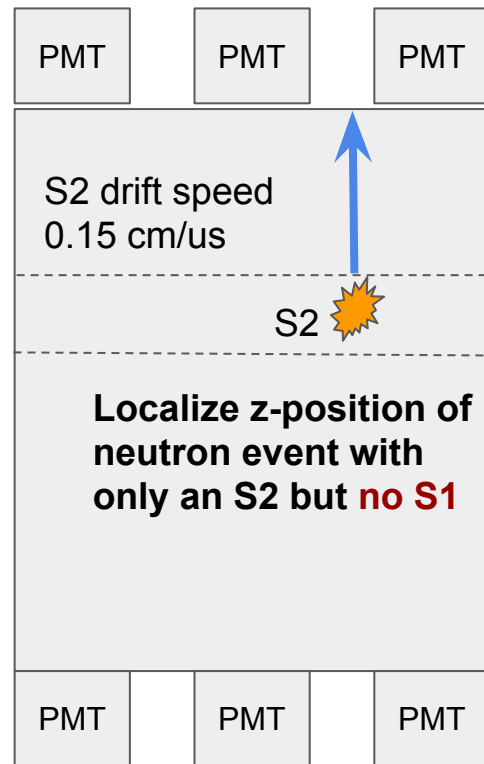 PMT PMT PMT
S2 drift speed
0.15 cm/us
S2
Localize z-position of
neutron event with
only an S2 but no S1
PMT PMT PMT